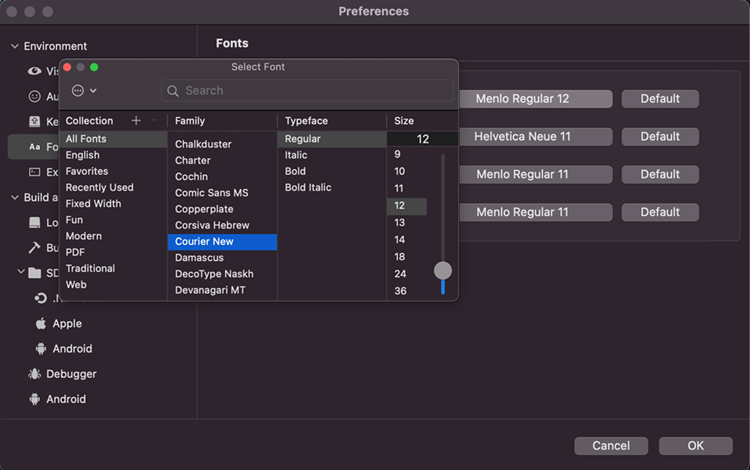 Preferences
Environment
Fonts
Select Font
Search
Collection
Family
Typeface
Size
All Fonts
English
Favorites
Recently Used
Fixed Width
Fun
Modern
PDF
Traditional
Web
Chalkduster
Charter
Cochin
Comic Sans MS
Copperplate
Corsiva Hebrew
Courier New
Damascus
DecoType Naskh
Devanagari MT
Regular
Italic
Bold
Bold Italic
12
9
10
11
12
13
14
18
24
36
Menlo Regular 12 Default
Helvetica Neue 11 Default
Menlo Regular 11 Default
Menlo Regular 11 Default
Vis
Au
Ke
Aa Fo
Ex
Build a
Lo
Bu
SD
Apple
Android
Debugger
Android
Cancel OK